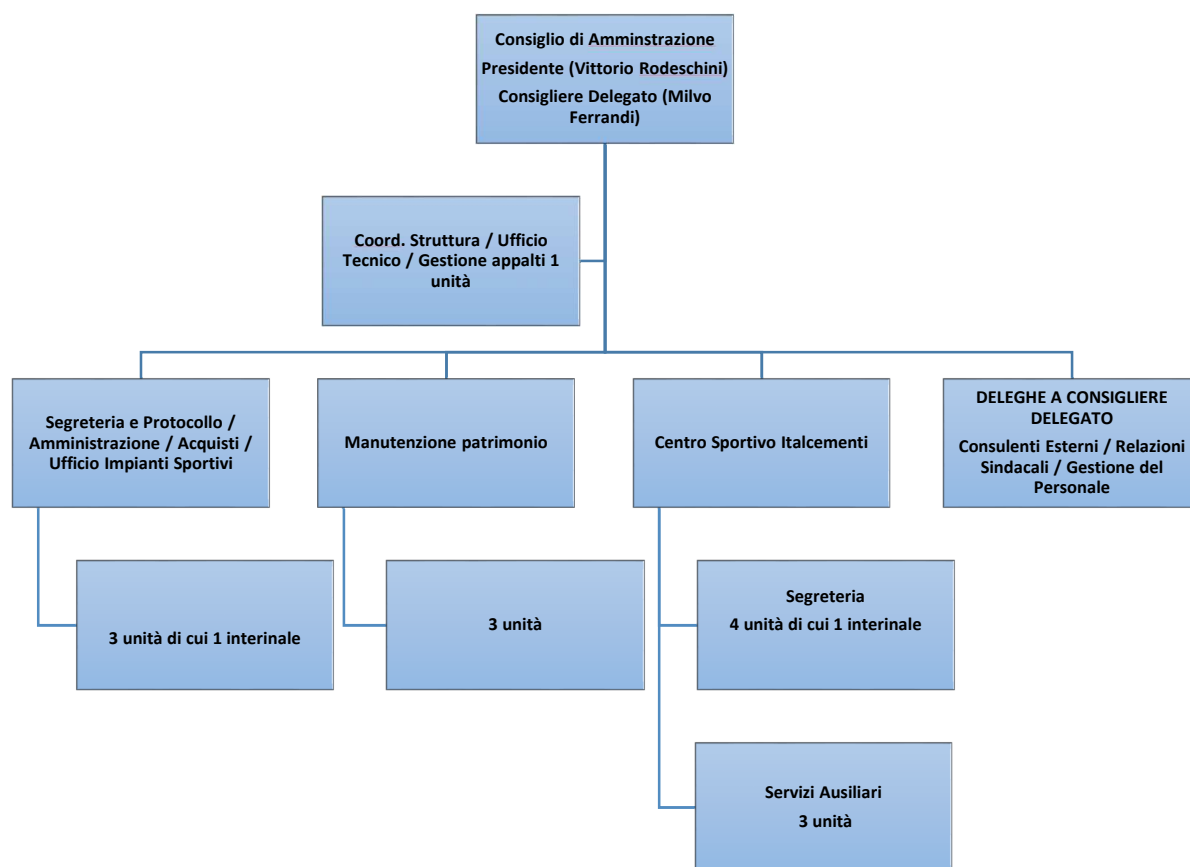 Consiglio di Amminstrazione
Presidente (Vittorio Rodeschini)
Consigliere Delegato (Milvo
Ferrandi)
Coord. Struttura / Ufficio
Tecnico / Gestione appalti 1
unità
Segreteria e Protocollo /
Amministrazione / Acquisti /
Ufficio Impianti Sportivi
Manutenzione patrimonio
Centro Sportivo Italcementi
DELEGHE A CONSIGLIERE
DELEGATO
Consulenti Esterni / Relazioni
Sindacali / Gestione del
Personale
3 unità di cui 1 interinale
3 unità
Segreteria
4 unità di cui 1 interinale
Servizi Ausiliari
3 unità